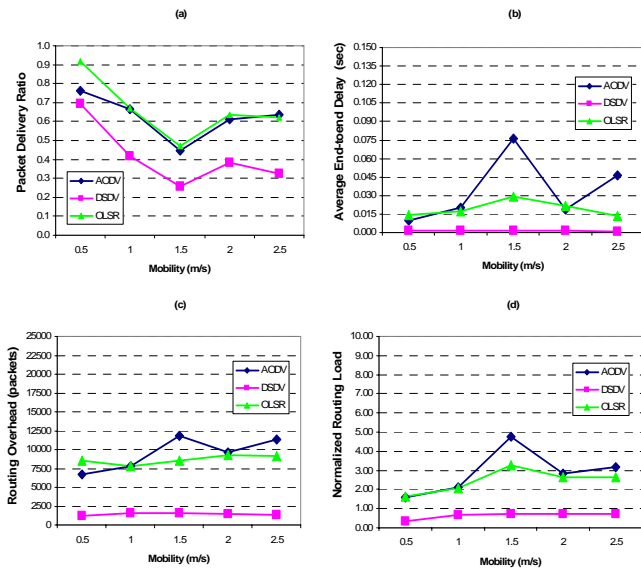 (a)
Packet Delivery Ratio
1.0
0.9
0.8
0.7
0.6
0.5
0.4
0.3
0.2
0.1
0.0
AODV
DSDV
OLSR
0.5 1 1.5 2 2.5
Mobility (m/s)
(b)
Average End-toend Delay (sec)
0.150
0.135
0.120
0.105
0.090
0.075
0.060
0.045
0.030
0.015
0.000
AODV
DSDV
OLSR
0.5 1 1.5 2 2.5
Mobility (m/s)
(c)
Routing Overhead (packets)
25000
22500
20000
17500
15000
12500
10000
7500
5000
2500
0
AODV
DSDV
OLSR
0.5 1 1.5 2 2.5
Mobility (m/s)
(d)
Normalized Routing Load
10.00
9.00
8.00
7.00
6.00
5.00
4.00
3.00
2.00
1.00
0.00
AODV
DSDV
OLSR
0.5 1 1.5 2 2.5
Mobility (m/s)